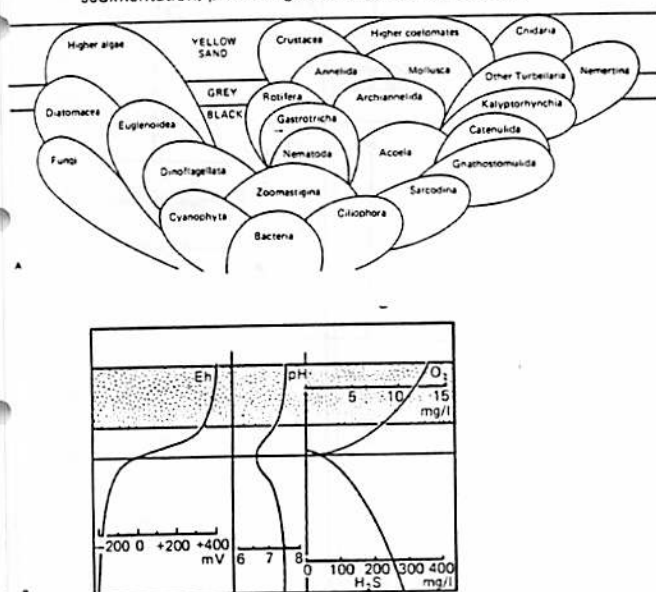 Higher algae
YELLOW
SAND
Crustacea
Higher coelomates
Cnidaria
Annelida
Mollusca
Other Turbellaria
Nemertina
GREY
BLACK
Rotifera
Archiannelida
Kalyptorhynchia
Diatomacea
Euglenoidea
Gastrotricha
Catenulida
Fungi
Nematoda
Acoela
Gnathostomulida
Dinoflagellata
Zoomastigina
Sarcodina
Cyanophyta
Ciliophora
Bacteria
A
Eh
pH
O2
5 10 15
mg/l
-200 0 +200 +400
mV
6 7 8
0 100 200 300 400
H2S mg/l